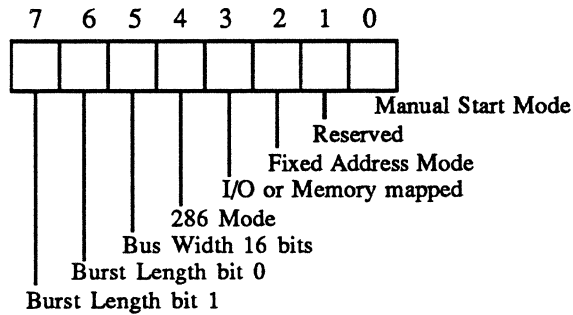 7 6 5 4 3 2 1 0
Manual Start Mode
Reserved
Fixed Address Mode
I/O or Memory mapped
286 Mode
Bus Width 16 bits
Burst Length bit 0
Burst Length bit 1